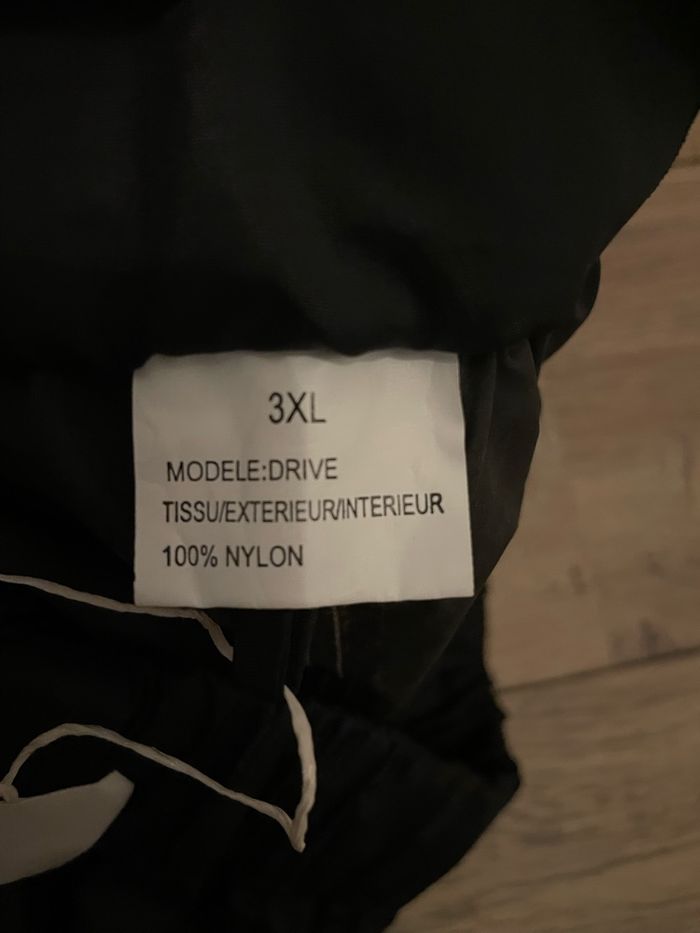 3XL
MODELE:DRIVE
TISSU/EXTERIEUR/INTERIEUR
100% NYLON